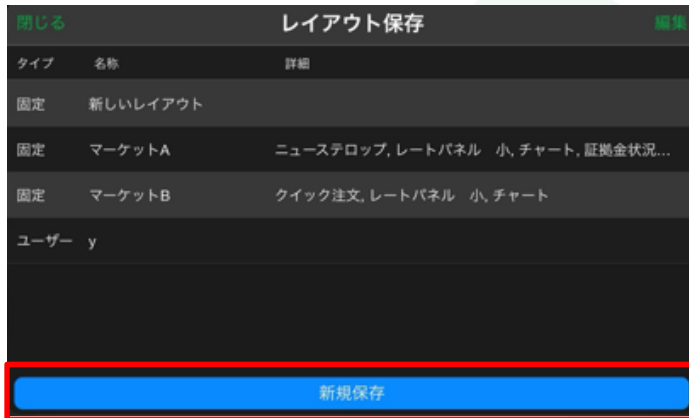 閉じる レイアウト保存 編集
タイプ 名称 詳細
固定 新しいレイアウト
固定 マーケットA ニューステロップ, レートパネル　小, チャート, 証拠金状況...
固定 マーケットB クイック注文, レートパネル　小, チャート
ユーザー y
新規保存